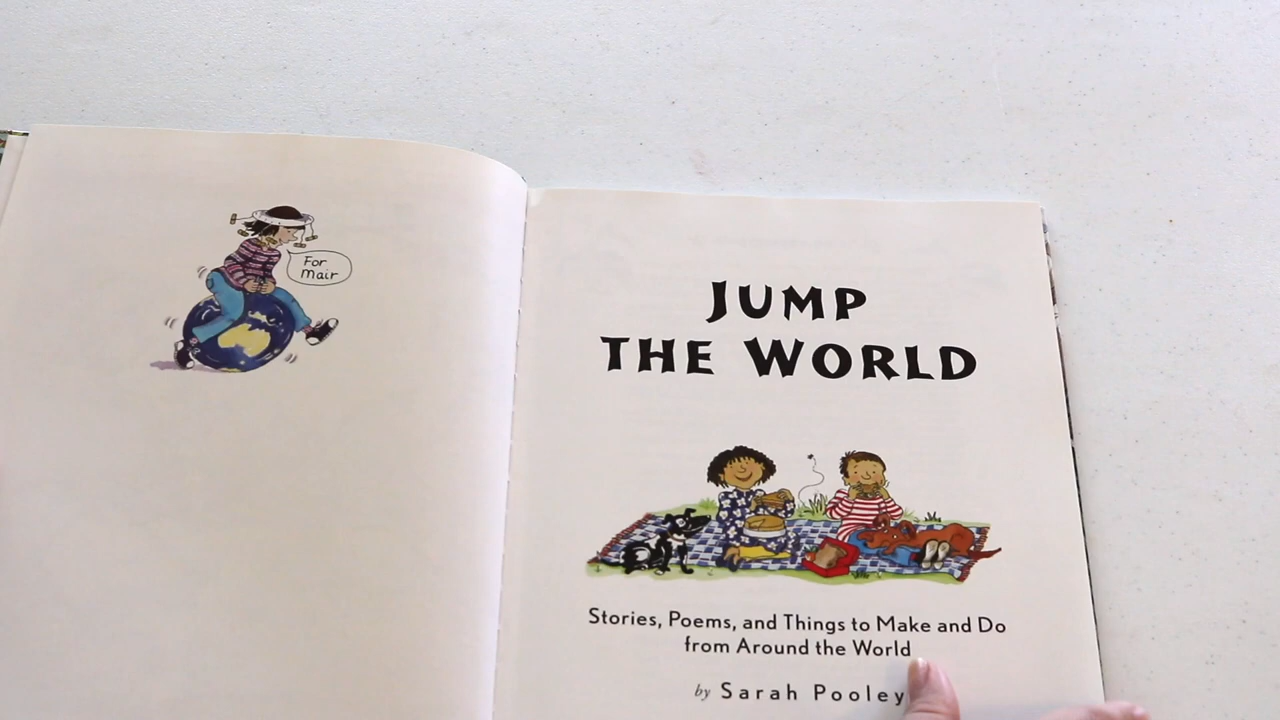 For
Mair
JUMP
THE WORLD
Stories, Poems, and Things to Make and Do
from Around the World
by Sarah Pooley